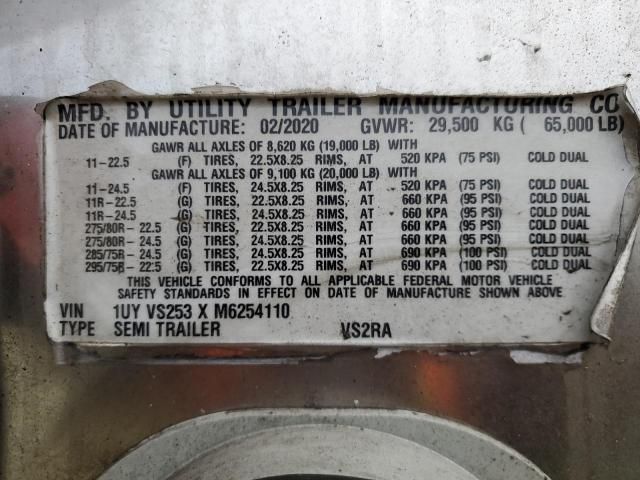 MFD. BY UTILITY TRAILER MANUFACTURING CO
DATE OF MANUFACTURE: 02/2020 GVWR: 29,500 KG ( 65,000 LB)
GAWR ALL AXLES OF 8,620 KG (19,000 LB) WITH
11-22.5 (F) TIRES, 22.5X8.25 RIMS, AT 520 KPA (75 PSI) COLD DUAL
GAWR ALL AXLES OF 9,100 KG (20,000 LB) WITH
11-24.5 (F) TIRES, 24.5X8.25 RIMS, AT 520 KPA (75 PSI) COLD DUAL
11R-22.5 (G) TIRES, 22.5X8.25 RIMS, AT 660 KPA (95 PSI) COLD DUAL
11R-24.5 (G) TIRES, 24.5X8.25 RIMS, AT 660 KPA (95 PSI) COLD DUAL
275/80R-22.5 (G) TIRES, 22.5X8.25 RIMS, AT 660 KPA (95 PSI) COLD DUAL
275/80R-24.5 (G) TIRES, 24.5X8.25 RIMS, AT 660 KPA (95 PSI) COLD DUAL
285/75R-24.5 (G) TIRES, 24.5X8.25 RIMS, AT 690 KPA (100 PSI) COLD DUAL
295/75R-22.5 (G) TIRES, 22.5X8.25 RIMS, AT 690 KPA (100 PSI) COLD DUAL
THIS VEHICLE CONFORMS TO ALL APPLICABLE FEDERAL MOTOR VEHICLE
SAFETY STANDARDS IN EFFECT ON DATE OF MANUFACTURE SHOWN ABOVE
VIN 1UY VS253 X M6254110
TYPE SEMI TRAILER VS2RA